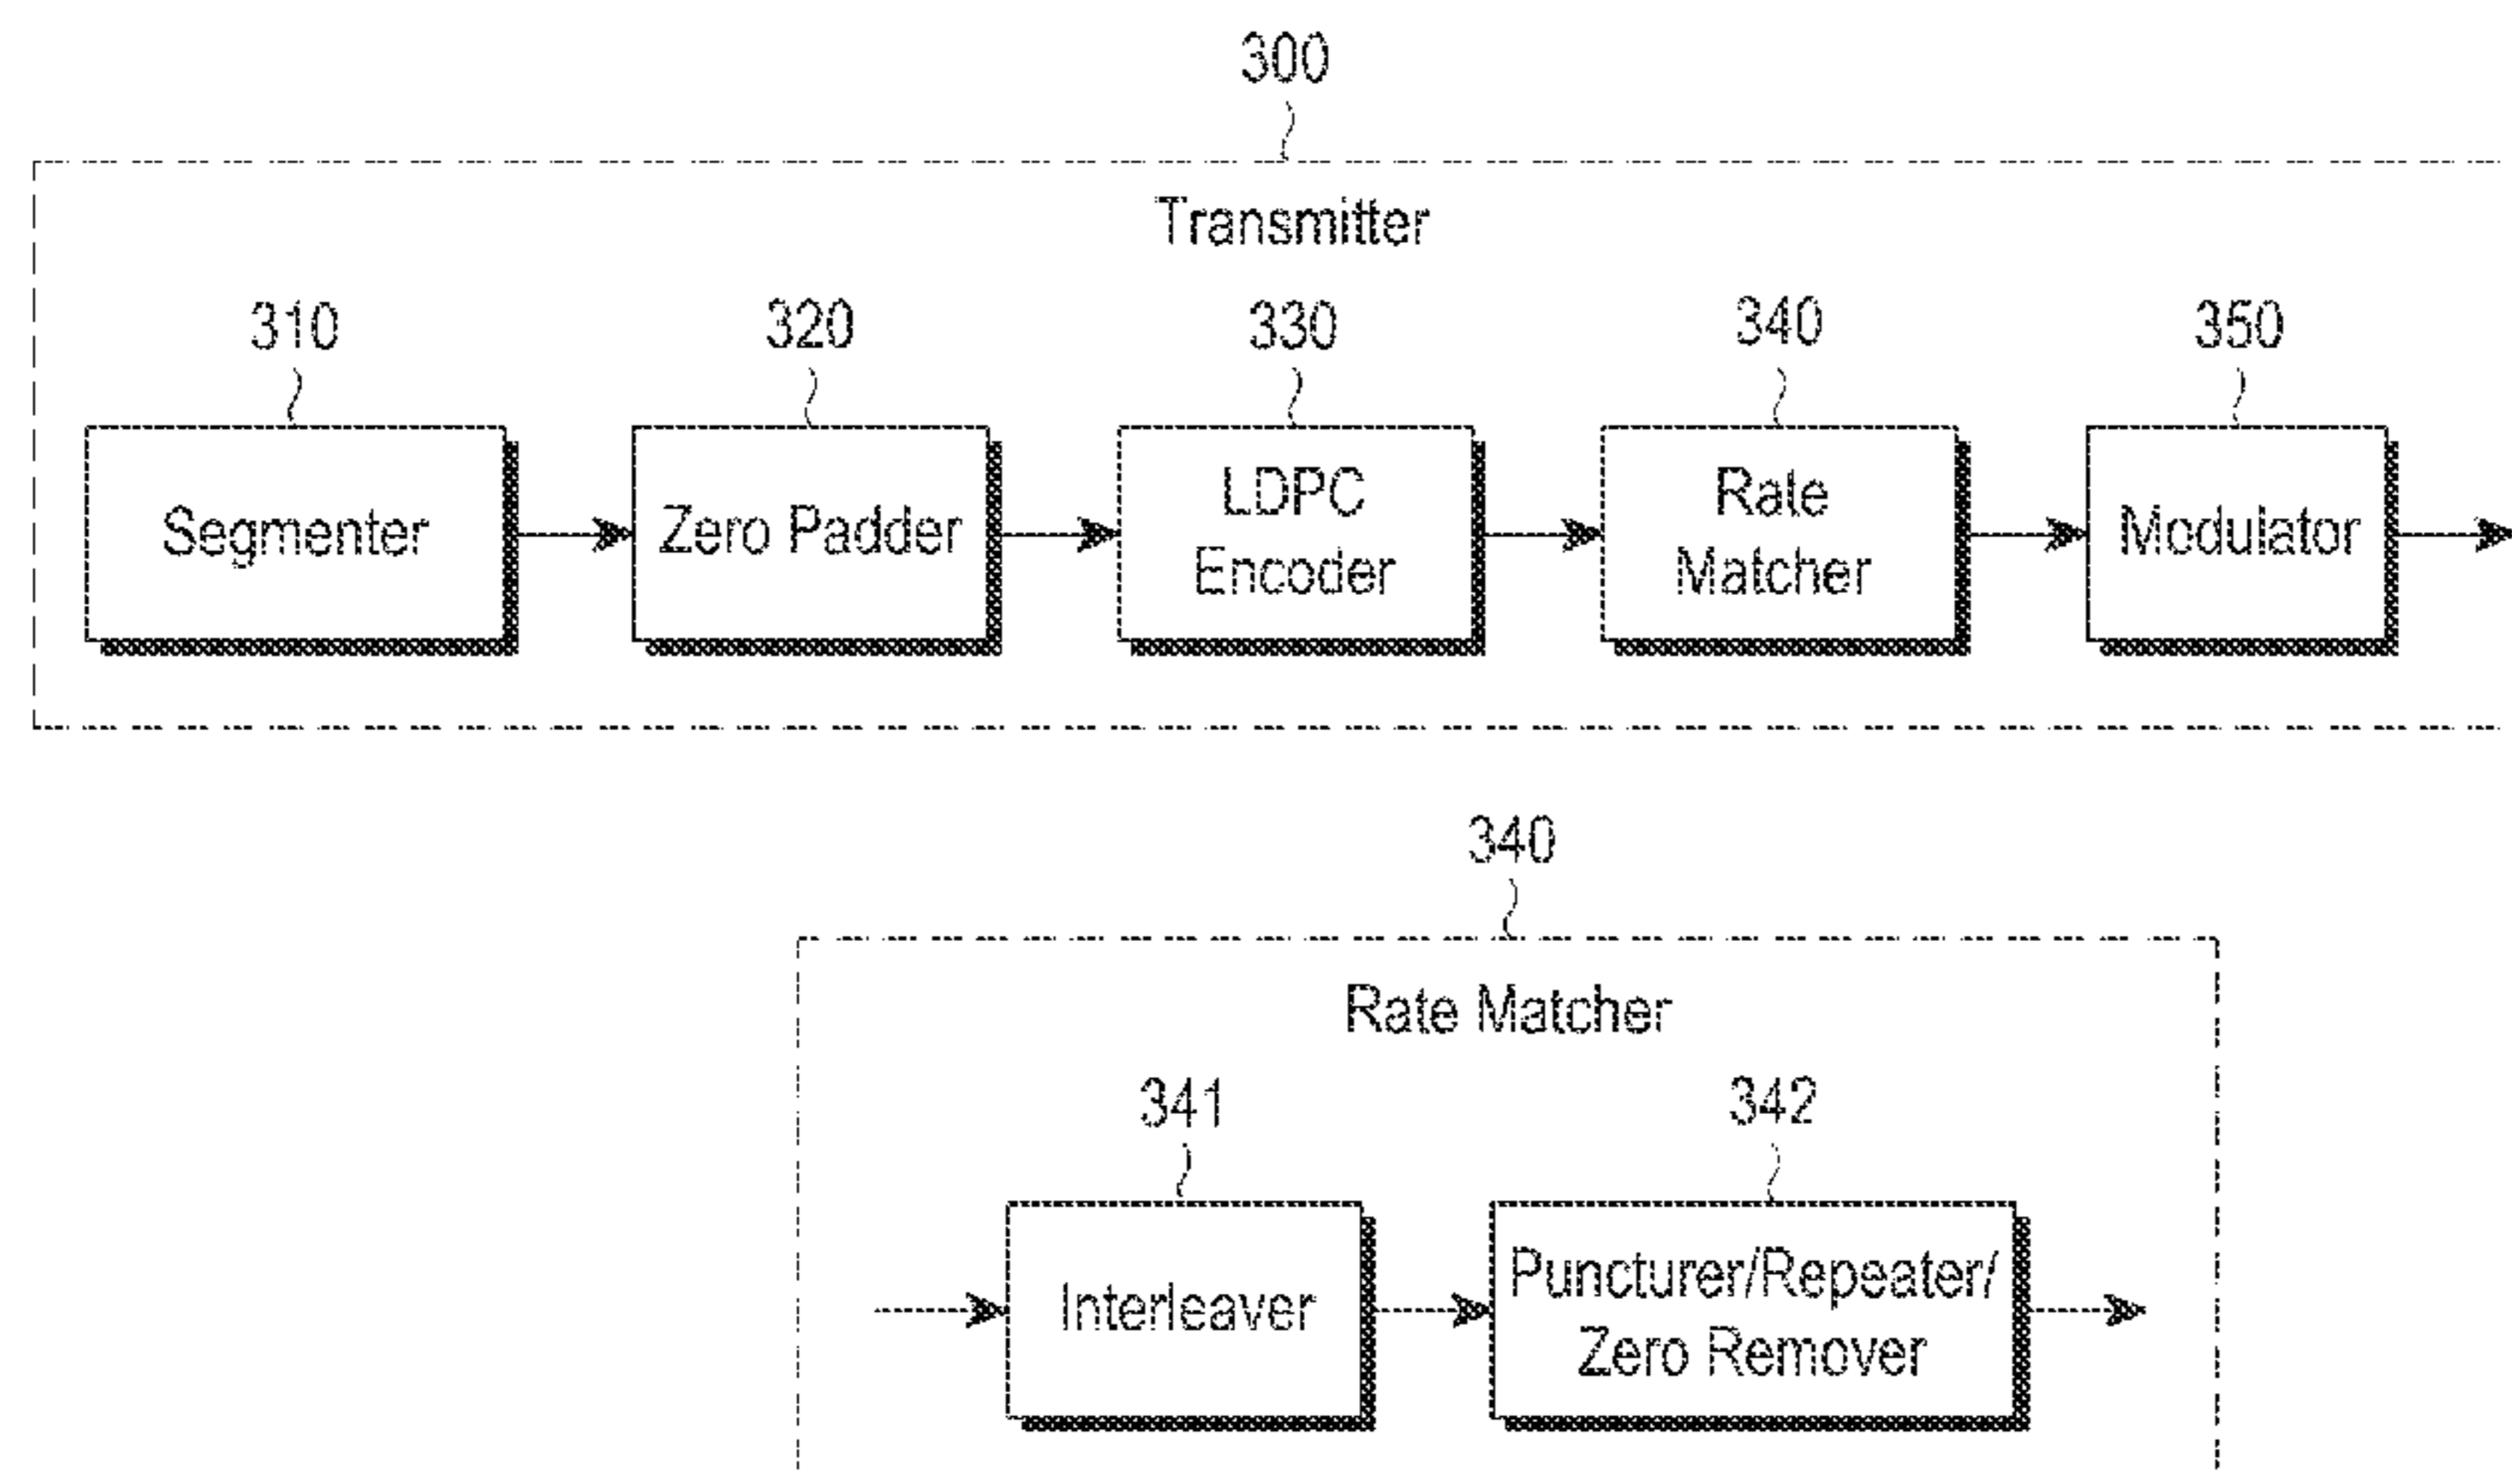 300
Transmitter
310 320 330 340 350
Segmenter
Zero Padder
LDPC
Encoder
Rate
Matcher
Modulator
340
Rate Matcher
341 342
Interleaver
Puncturer/Repeater/
Zero Remover